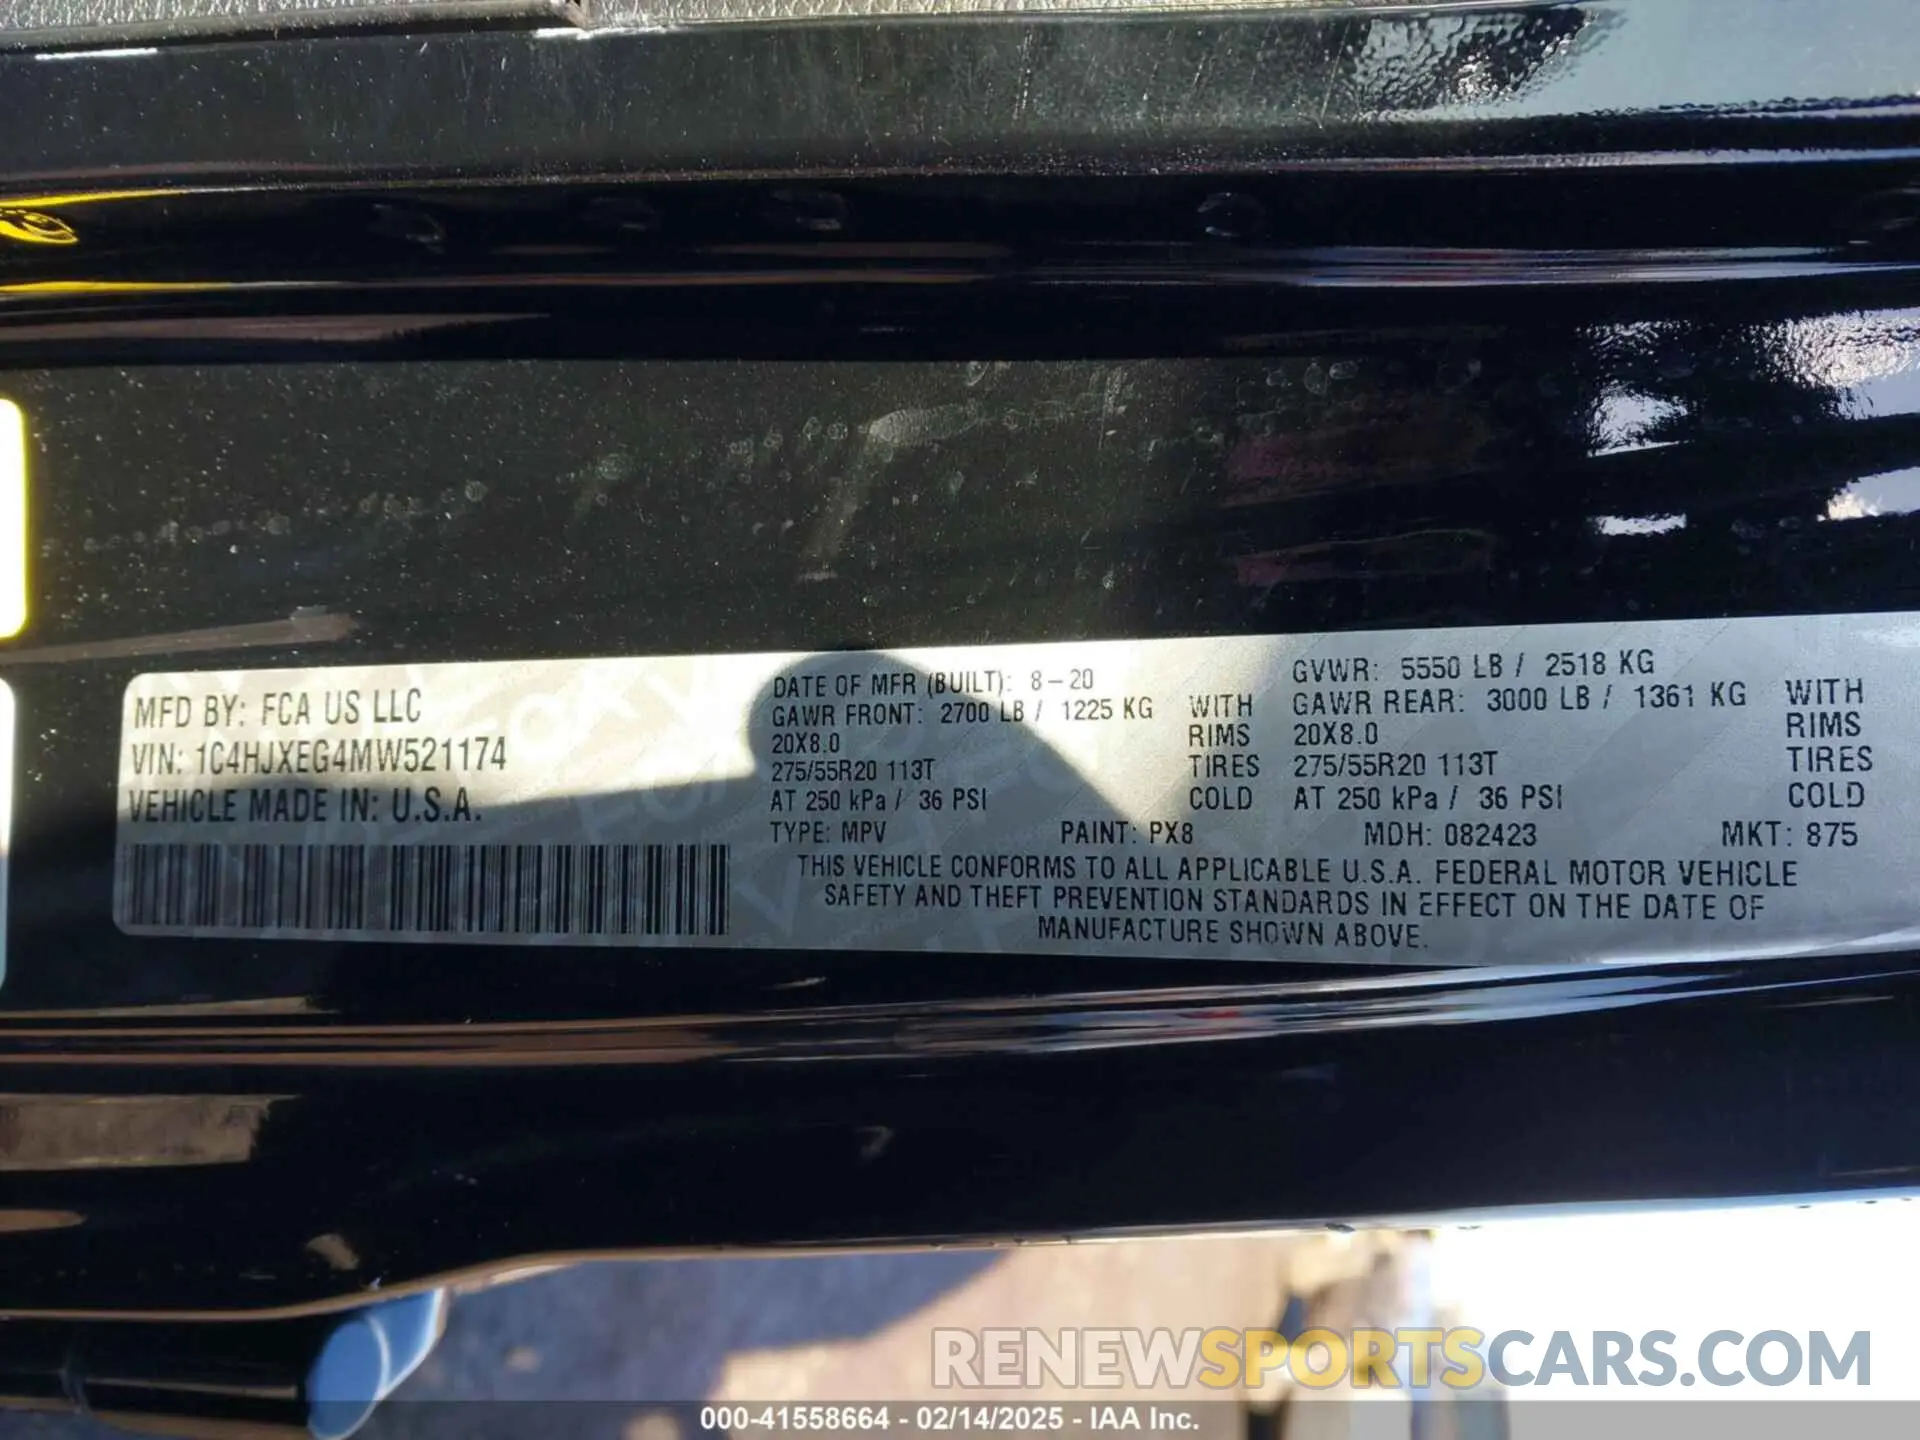 MFD BY: FCA US LLC
VIN: 1C4HJXEG4MW521174
VEHICLE MADE IN: U.S.A.
DATE OF MFR (BUILT): 8-20
GAWR FRONT: 2700 LB / 1225 KG WITH
20X8.0 RIMS
275/55R20 113T TIRES
AT 250 kPa / 36 PSI COLD
GVWR: 5550 LB / 2518 KG
GAWR REAR: 3000 LB / 1361 KG WITH
20X8.0 RIMS
275/55R20 113T TIRES
AT 250 kPa / 36 PSI COLD
TYPE: MPV PAINT: PX8 MDH: 082423 MKT: 875
THIS VEHICLE CONFORMS TO ALL APPLICABLE U.S.A. FEDERAL MOTOR VEHICLE
SAFETY AND THEFT PREVENTION STANDARDS IN EFFECT ON THE DATE OF
MANUFACTURE SHOWN ABOVE.
RENEWSPORTSCARS.COM
000-41558664 - 02/14/2025 - IAA Inc.